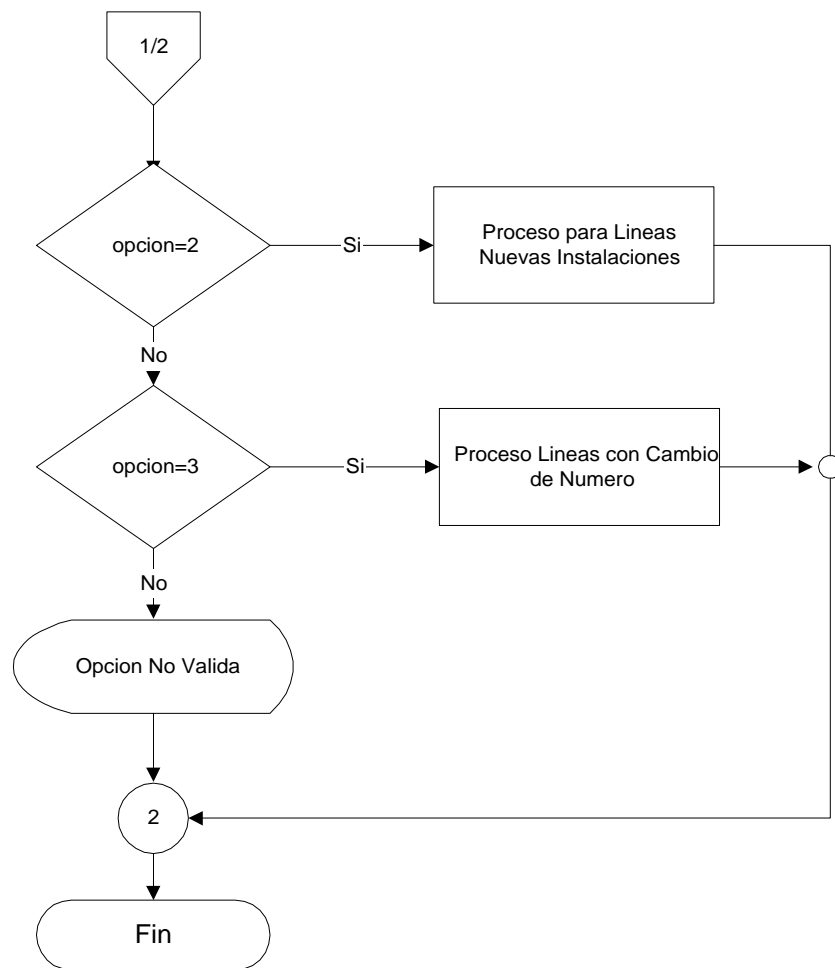 1/2
opcion=2
Si
Proceso para Lineas
Nuevas Instalaciones
No
opcion=3
Si
Proceso Lineas con Cambio
de Numero
No
Opcion No Valida
2
Fin